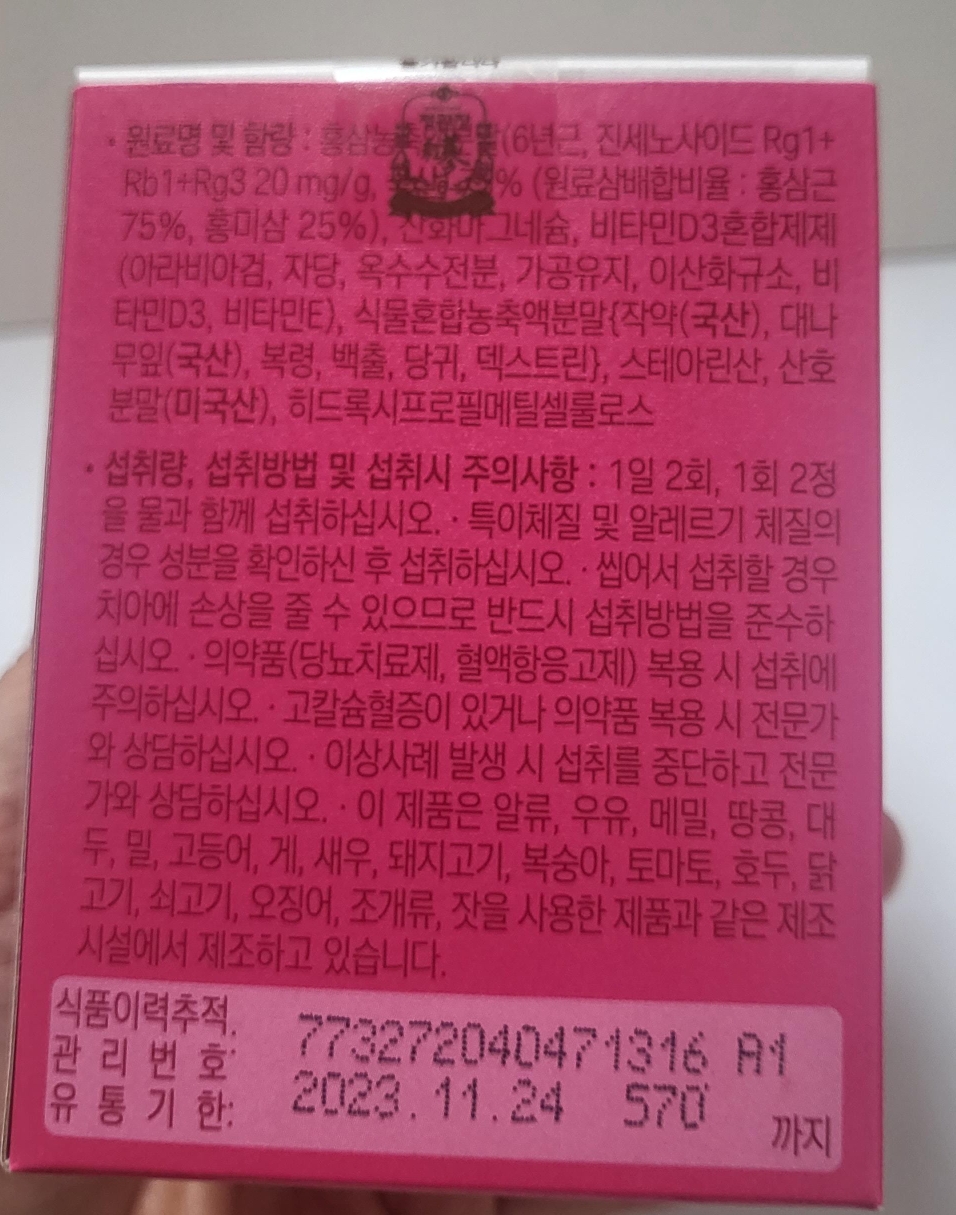 · 원료명 및 함량 : 홍삼농축 (6년근, 진세노사이드 Rg1+
Rb1+Rg3 20 mg/g, % (원료삼배합비율 : 홍삼근
75%, 홍미삼 25%), 산화마그네슘, 비타민D3혼합제제
(아라비아검, 자당, 옥수수전분, 가공유지, 이산화규소, 비
타민D3, 비타민E), 식물혼합농축액분말{작약(국산), 대나
무잎(국산), 복령, 백출, 당귀, 덱스트린}, 스테아린산, 산호
분말(미국산), 히드록시프로필메틸셀룰로스
· 섭취량, 섭취방법 및 섭취시 주의사항 : 1일 2회, 1회 2정
을 물과 함께 섭취하십시오. · 특이체질 및 알레르기 체질의
경우 성분을 확인하신 후 섭취하십시오. · 씹어서 섭취할 경우
치아에 손상을 줄 수 있으므로 반드시 섭취방법을 준수하
십시오. · 의약품(당뇨치료제, 혈액항응고제) 복용 시 섭취에
주의하십시오. · 고칼슘혈증이 있거나 의약품 복용 시 전문가
와 상담하십시오. · 이상사례 발생 시 섭취를 중단하고 전문
가와 상담하십시오. · 이 제품은 알류, 우유, 메밀, 땅콩, 대
두, 밀, 고등어, 게, 새우, 돼지고기, 복숭아, 토마토, 호두, 닭
고기, 쇠고기, 오징어, 조개류, 잣을 사용한 제품과 같은 제조
시설에서 제조하고 있습니다.
식품이력추적
관 리 번 호: 773272040471316 A1
유 통 기 한: 2023.11.24 570 까지